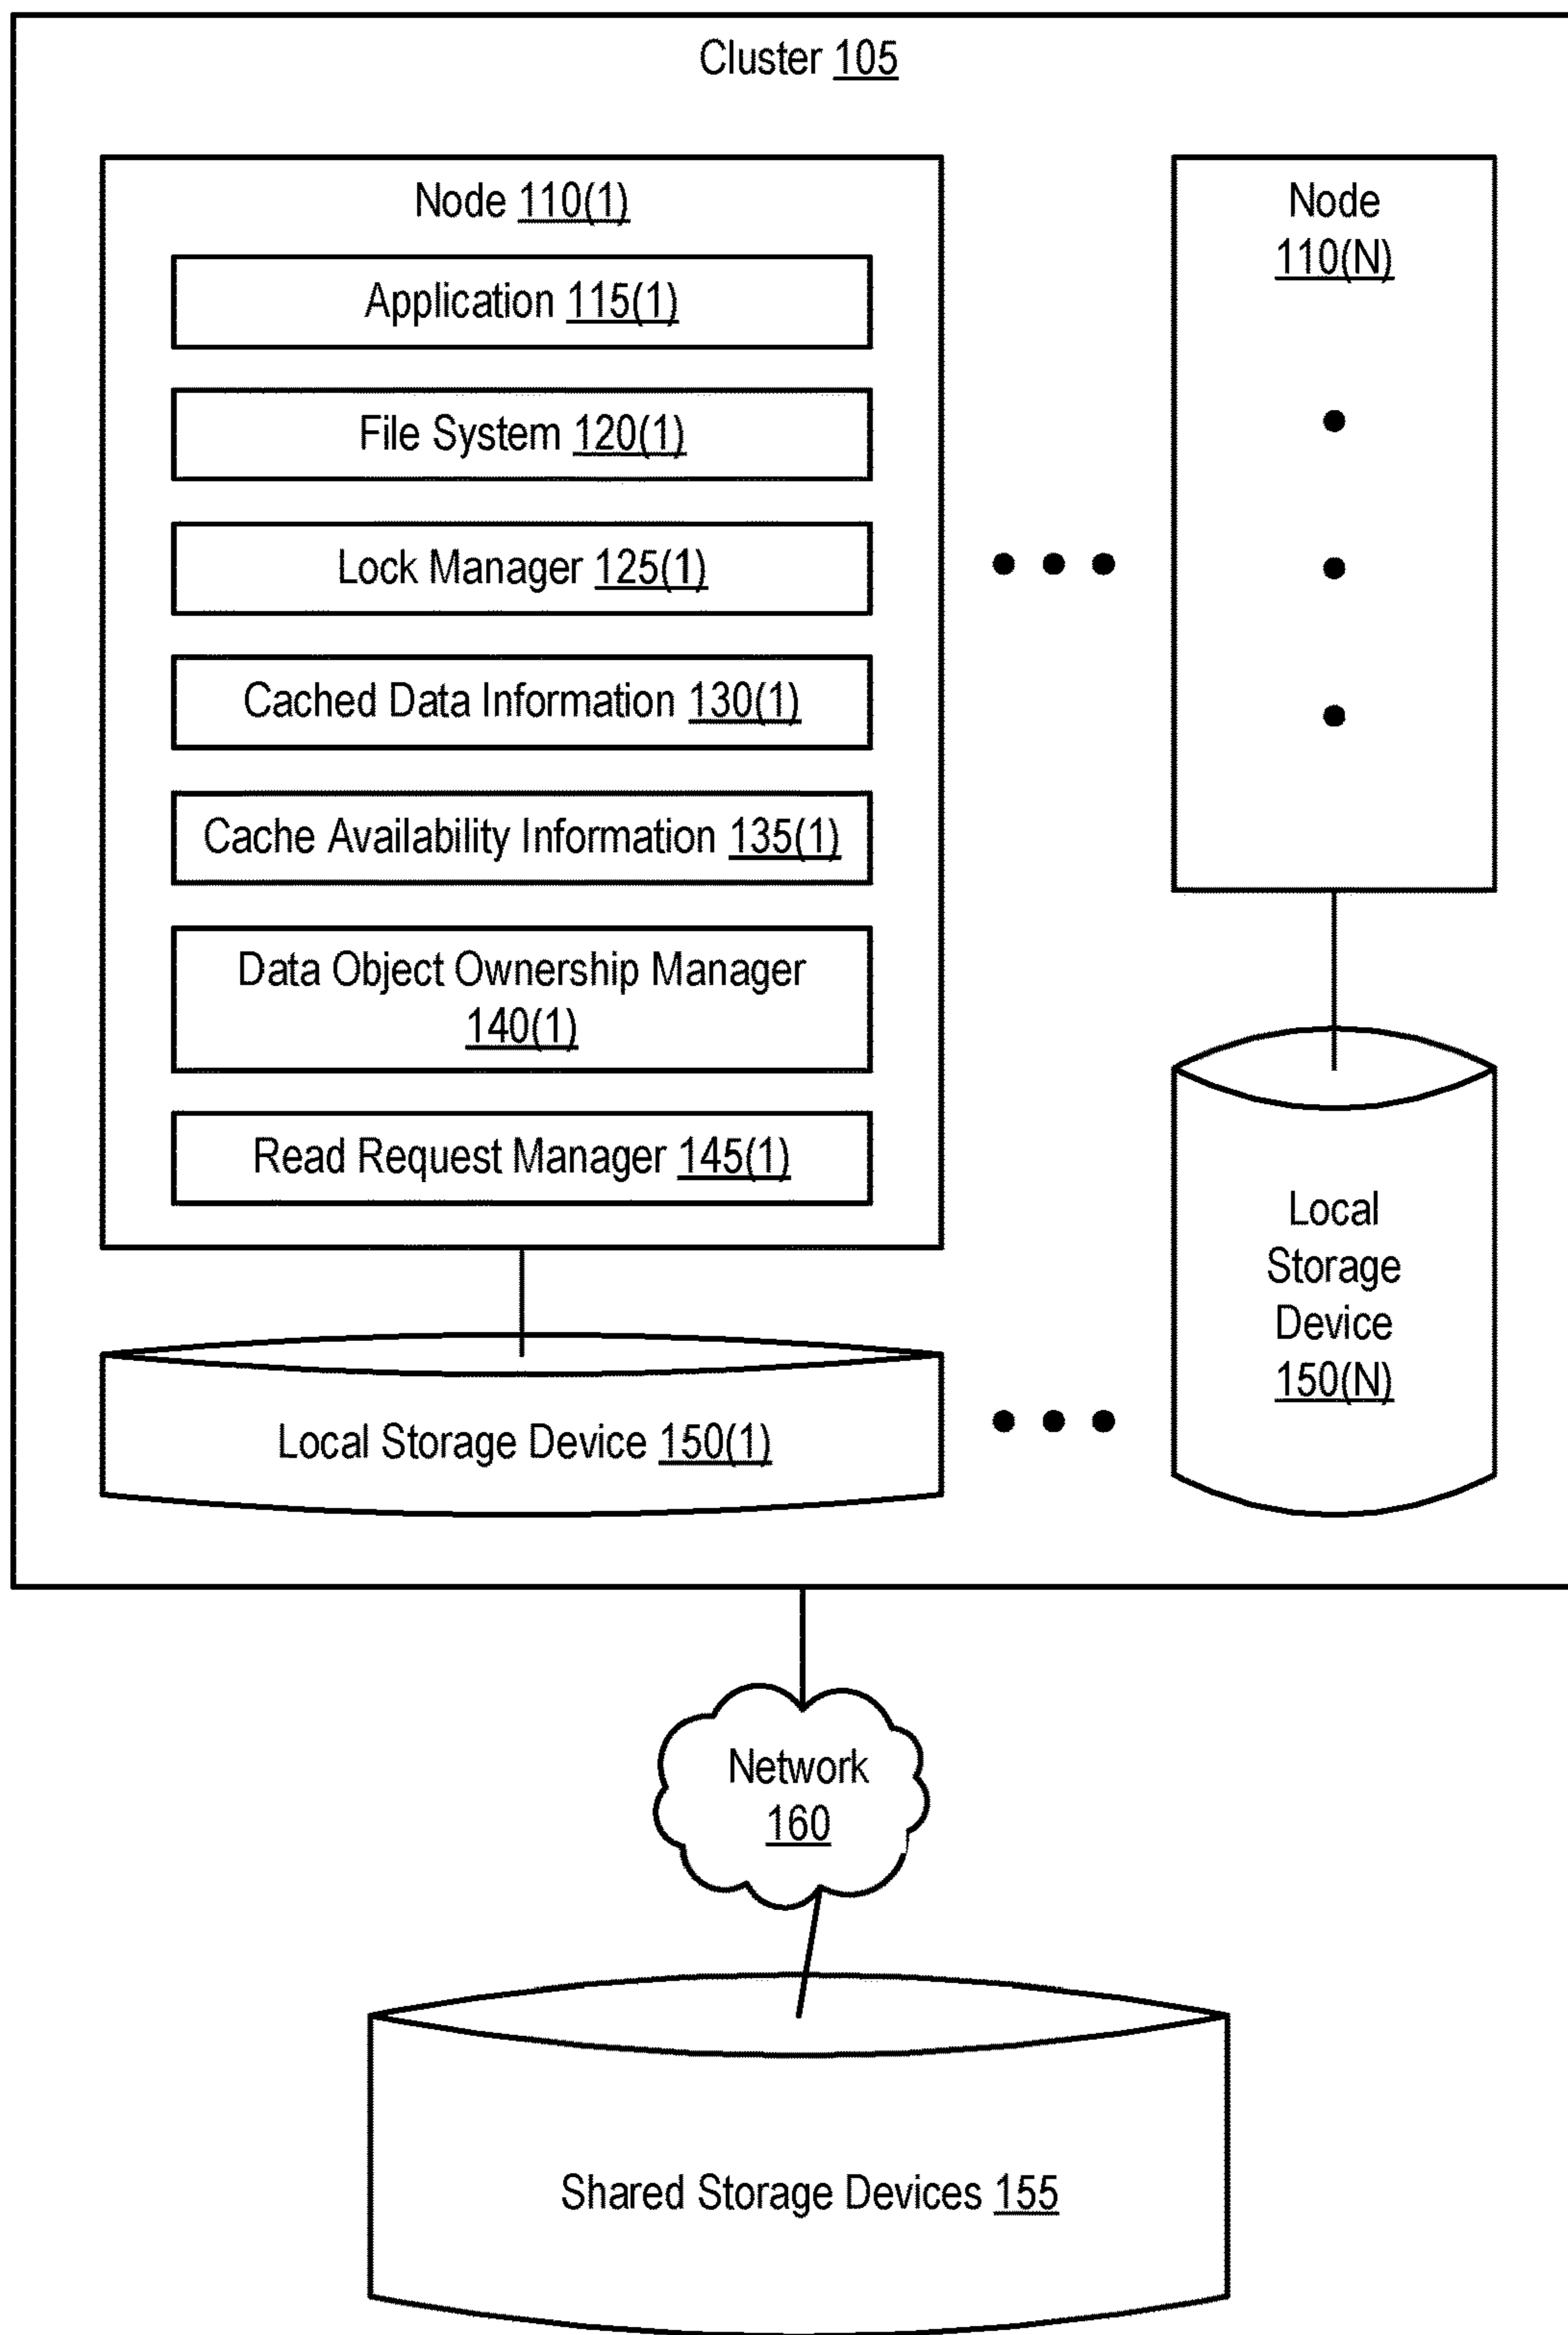 Cluster 105
Node 110(1)
Application 115(1)
File System 120(1)
Lock Manager 125(1)
Cached Data Information 130(1)
Cache Availability Information 135(1)
Data Object Ownership Manager
140(1)
Read Request Manager 145(1)
Local Storage Device 150(1)
Node
110(N)
Local
Storage
Device
150(N)
Network
160
Shared Storage Devices 155